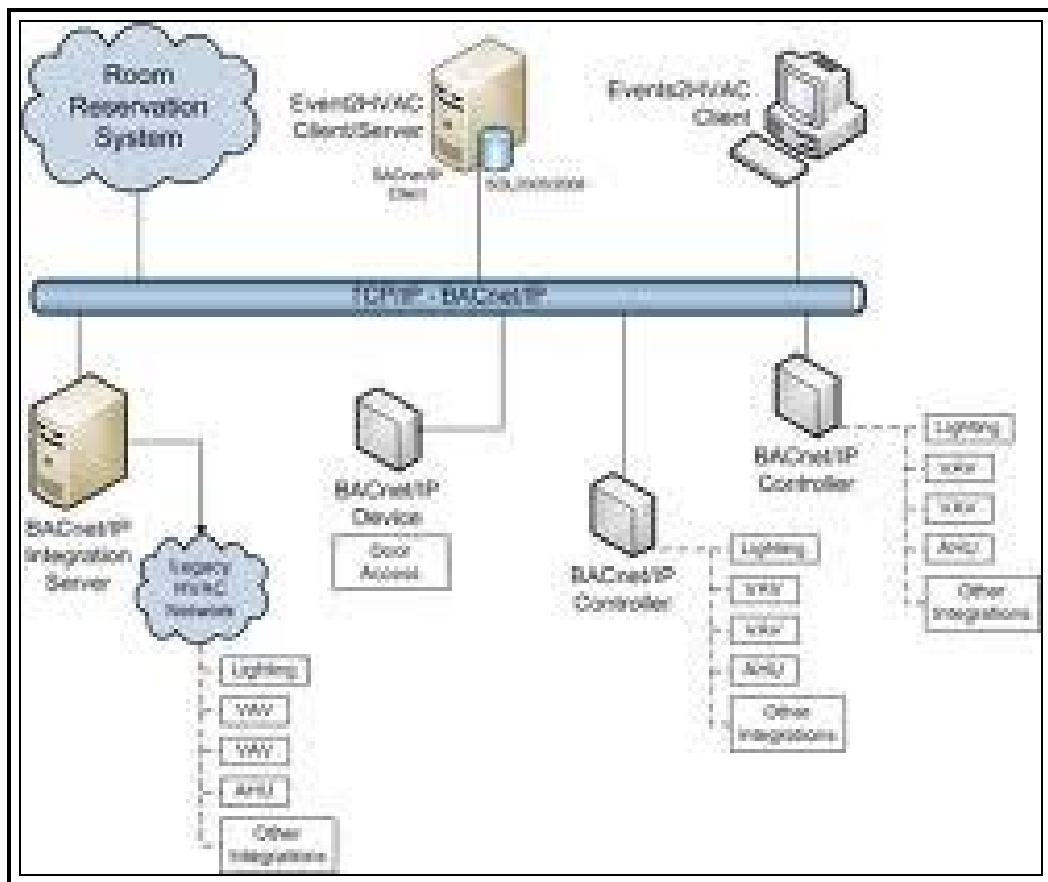 Room
Reservation
System
Event2HVAC
Client/Server
BACnet/IP
Client
Events2HVAC
Client
TCP/IP - BACnet/IP
BACnet/IP
Integration
Server
Legacy
HVAC
Network
Lighting
VAV
VAV
AHU
Other
Integrations
BACnet/IP
Device
Door
Access
BACnet/IP
Controller
Lighting
VAV
VAV
AHU
Other
Integrations
BACnet/IP
Controller
Lighting
VAV
VAV
AHU
Other
Integrations